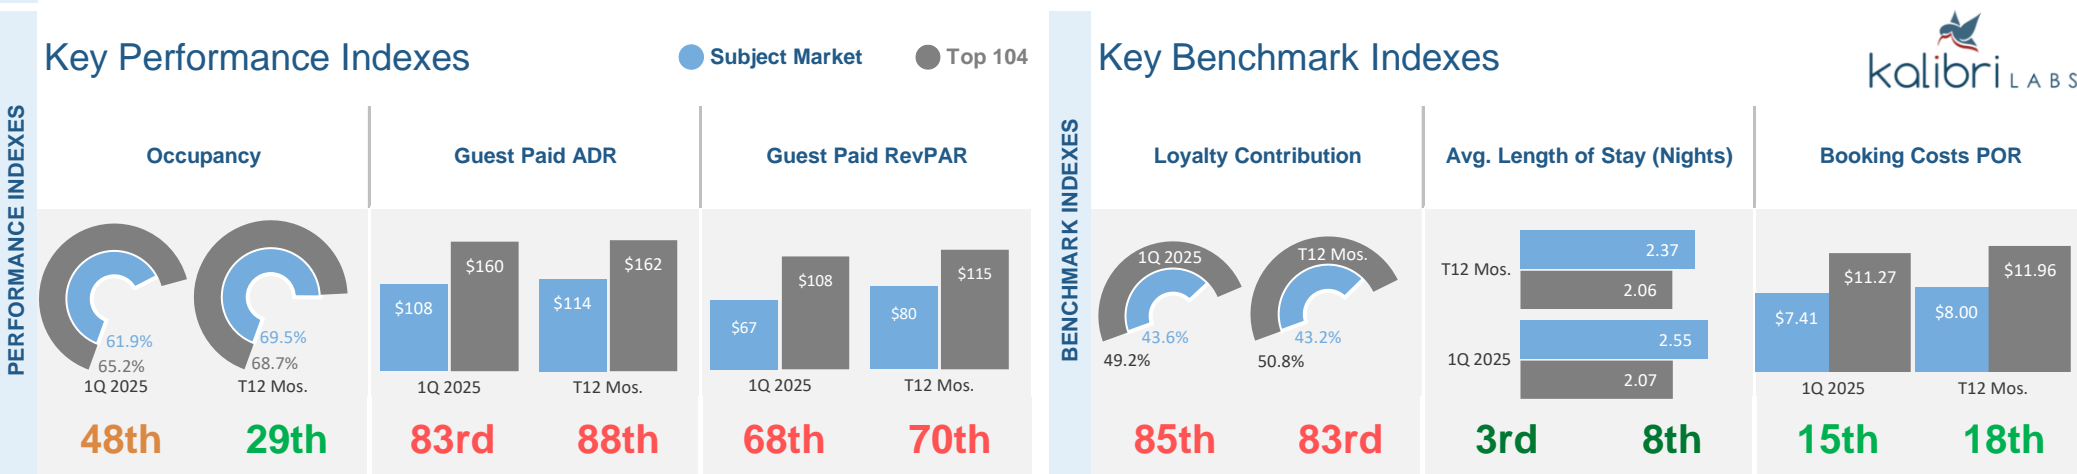 PERFORMANCE INDEXES
Key Performance Indexes
Subject Market
Top 104
Occupancy
Guest Paid ADR
Guest Paid RevPAR
61.9%
65.2%
1Q 2025
69.5%
68.7%
T12 Mos.
$108
$160
1Q 2025
$114
$162
T12 Mos.
$67
$108
1Q 2025
$80
$115
T12 Mos.
48th
29th
83rd
88th
68th
70th
BENCHMARK INDEXES
Key Benchmark Indexes
kalibri LABS
Loyalty Contribution
Avg. Length of Stay (Nights)
Booking Costs POR
1Q 2025
43.6%
49.2%
T12 Mos.
43.2%
50.8%
T12 Mos.
2.37
2.06
1Q 2025
2.55
2.07
$7.41
$11.27
1Q 2025
$8.00
$11.96
T12 Mos.
85th
83rd
3rd
8th
15th
18th